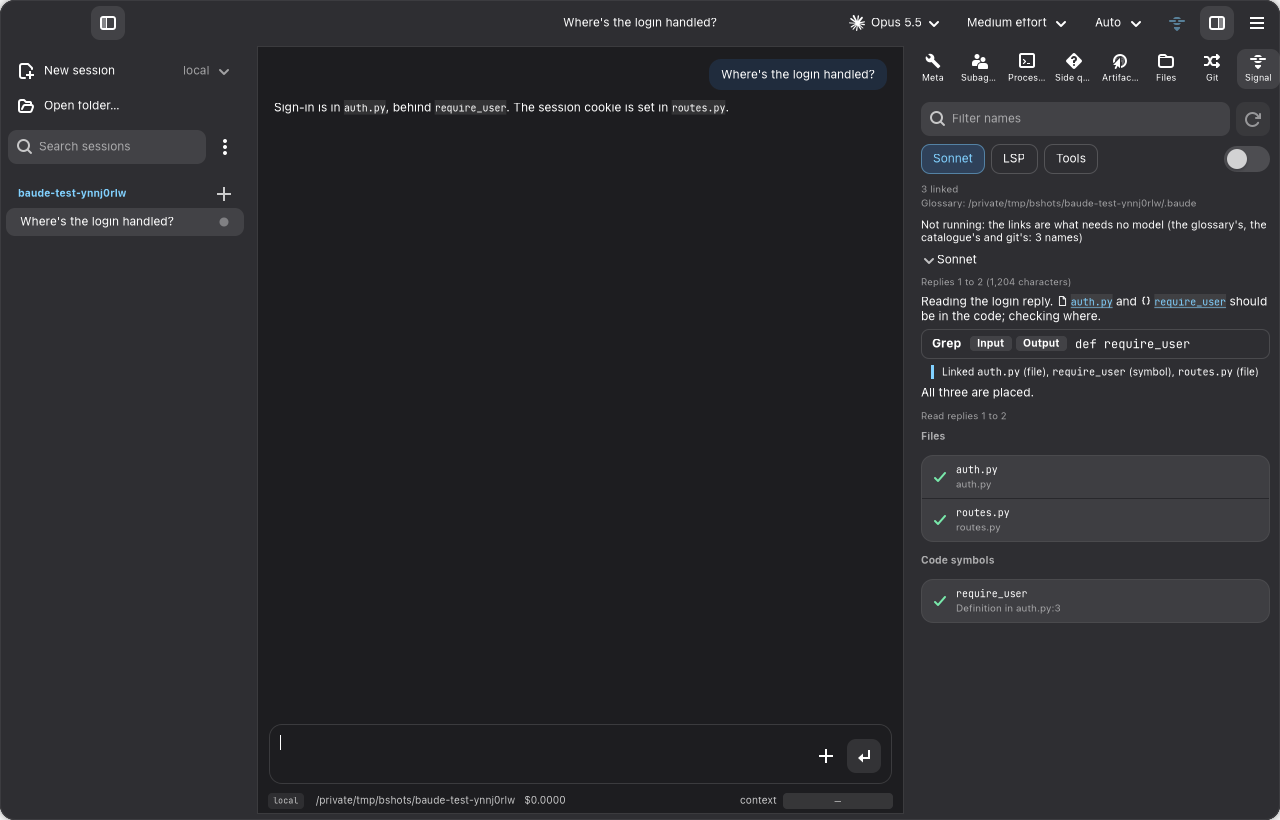 Where's the login handled?
Opus 5.5
Medium effort
Auto
New session
local
Open folder...
Search sessions
baude-test-ynnj0rlw
Where's the login handled?
Where's the login handled?
Sign-in is in auth.py, behind require_user. The session cookie is set in routes.py.
local
/private/tmp/bshots/baude-test-ynnj0rlw
$0.0000
context
–
Meta
Subag...
Proces...
Side q...
Artifac...
Files
Git
Signal
Filter names
Sonnet
LSP
Tools
3 linked
Glossary: /private/tmp/bshots/baude-test-ynnj0rlw/.baude
Not running: the links are what needs no model (the glossary's, the
catalogue's and git's: 3 names)
Sonnet
Replies 1 to 2 (1,204 characters)
Reading the login reply. auth.py and {} require_user should
be in the code; checking where.
Grep Input Output def require_user
Linked auth.py (file), require_user (symbol), routes.py (file)
All three are placed.
Read replies 1 to 2
Files
auth.py
auth.py
routes.py
routes.py
Code symbols
require_user
Definition in auth.py:3